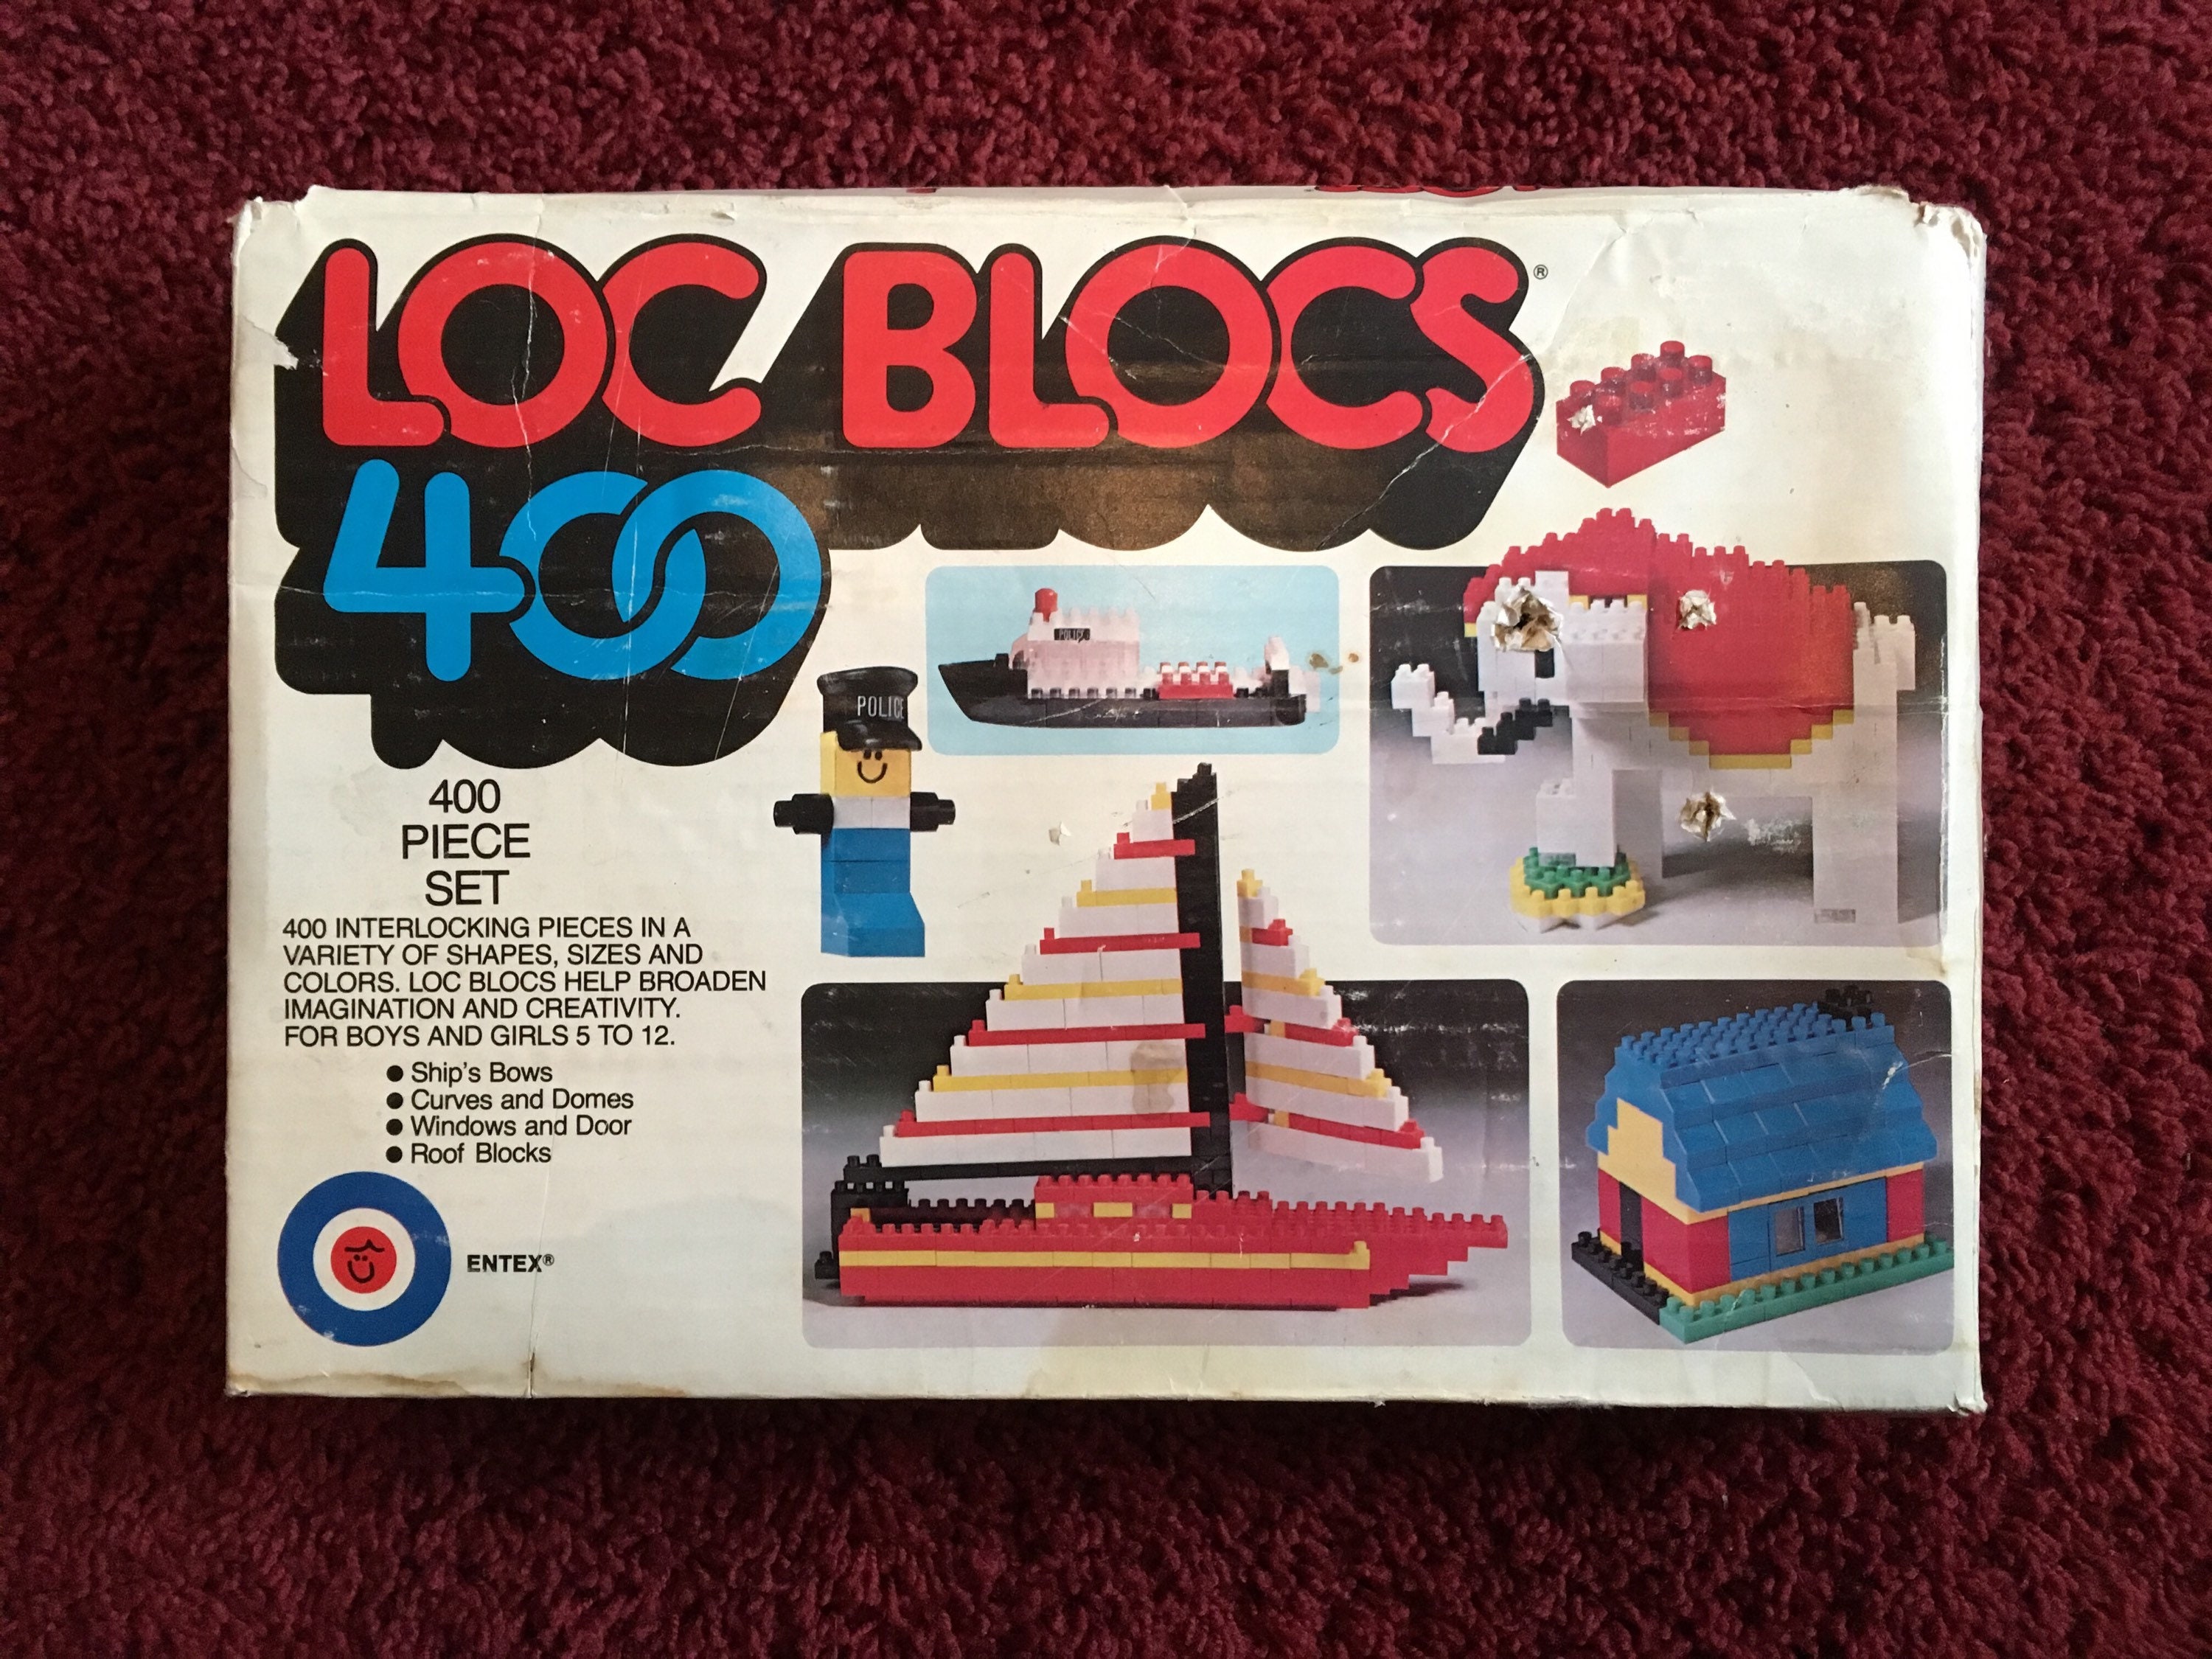 LOC BLOCS®
400
POLICE
POLICE
400
PIECE
SET
400 INTERLOCKING PIECES IN A
VARIETY OF SHAPES, SIZES AND
COLORS. LOC BLOCS HELP BROADEN
IMAGINATION AND CREATIVITY.
FOR BOYS AND GIRLS 5 TO 12.
● Ship's Bows
● Curves and Domes
● Windows and Door
● Roof Blocks
ENTEX®